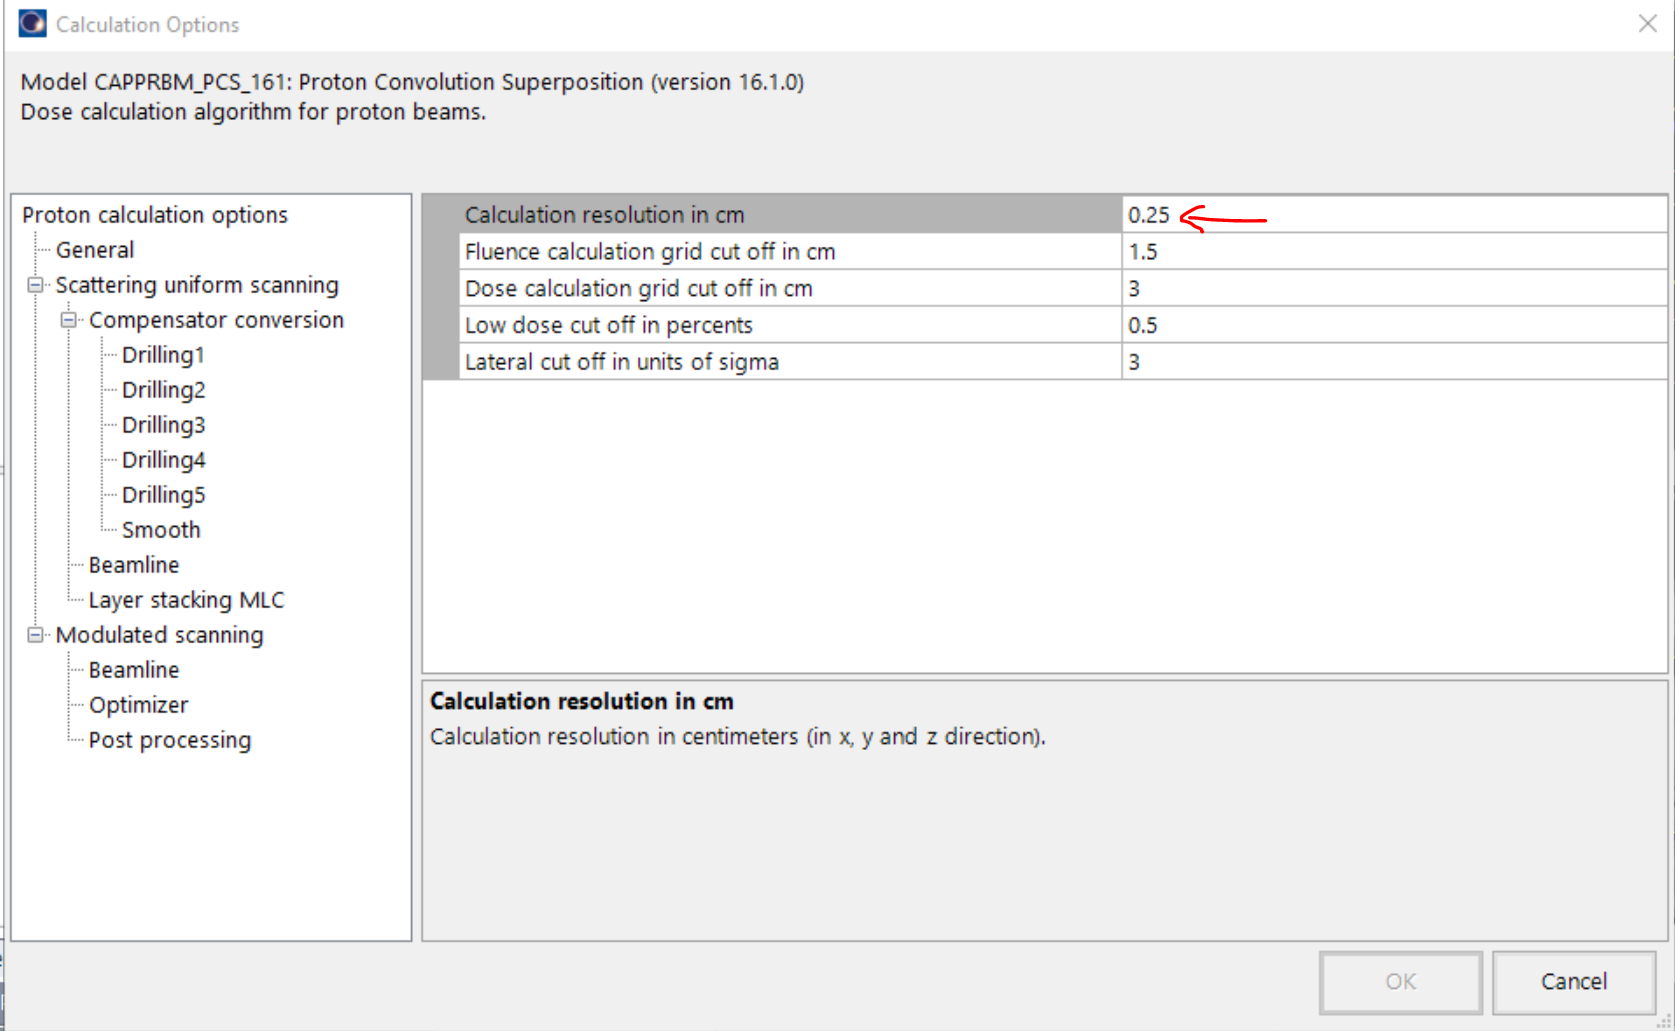 Calculation Options
Model CAPPRBM_PCS_161: Proton Convolution Superposition (version 16.1.0)
Dose calculation algorithm for proton beams.
Proton calculation options
General
Scattering uniform scanning
Compensator conversion
Drilling1
Drilling2
Drilling3
Drilling4
Drilling5
Smooth
Beamline
Layer stacking MLC
Modulated scanning
Beamline
Optimizer
Post processing
Calculation resolution in cm 0.25
Fluence calculation grid cut off in cm 1.5
Dose calculation grid cut off in cm 3
Low dose cut off in percents 0.5
Lateral cut off in units of sigma 3
Calculation resolution in cm
Calculation resolution in centimeters (in x, y and z direction).
OK Cancel